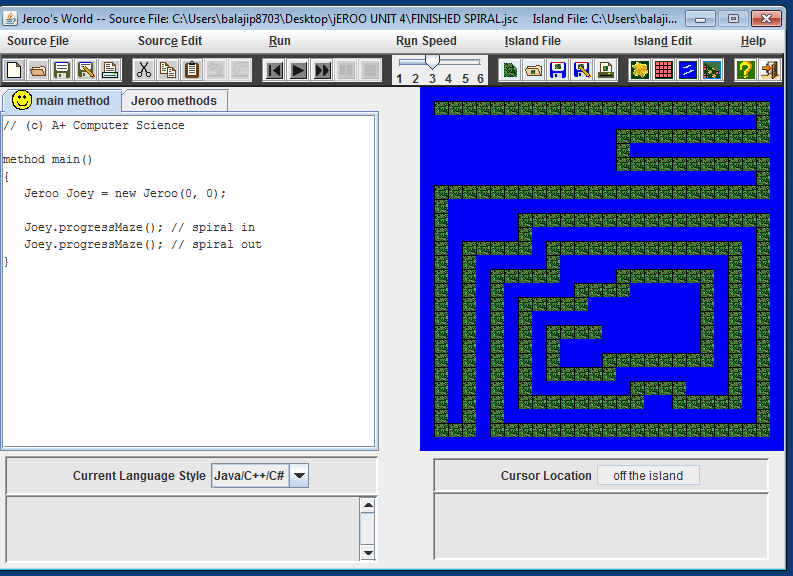 Jeroo's World -- Source File: C:\Users\balajip8703\Desktop\jEROO UNIT 4\FINISHED SPIRAL.jsc Island File: C:\Users\balaji...
Source File Source Edit Run Run Speed Island File Island Edit Help
1 2 3 4 5 6
main method Jeroo methods
// (c) A+ Computer Science
method main()
{
Jeroo Joey = new Jeroo(0, 0);
Joey.progressMaze(); // spiral in
Joey.progressMaze(); // spiral out
}
Current Language Style Java/C++/C# Cursor Location off the island